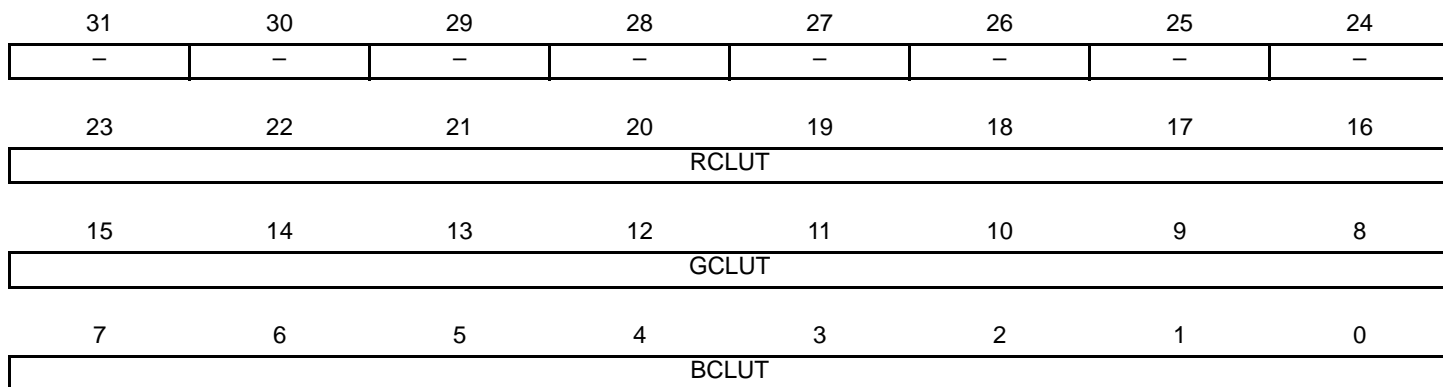 31 30 29 28 27 26 25 24
– – – – – – – –
23 22 21 20 19 18 17 16
RCLUT
15 14 13 12 11 10 9 8
GCLUT
7 6 5 4 3 2 1 0
BCLUT